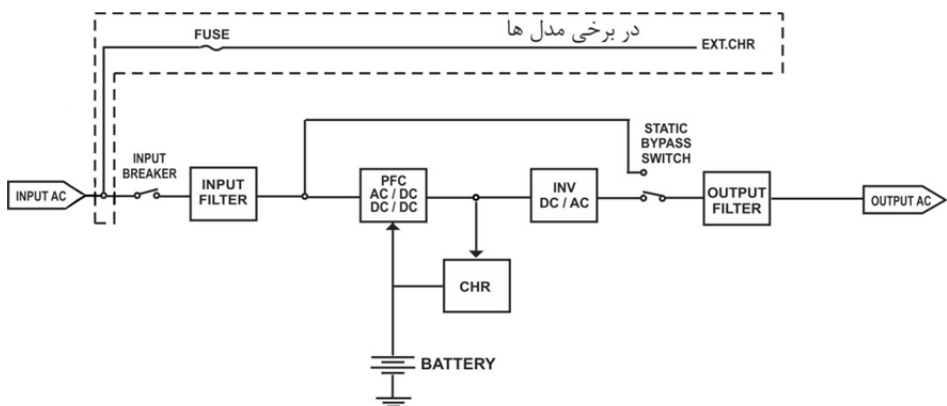 FUSE
در برخی مدل ها
EXT.CHR
INPUT AC
INPUT
BREAKER
INPUT
FILTER
PFC
AC / DC
DC / DC
INV
DC / AC
STATIC
BYPASS
SWITCH
OUTPUT
FILTER
OUTPUT AC
CHR
BATTERY